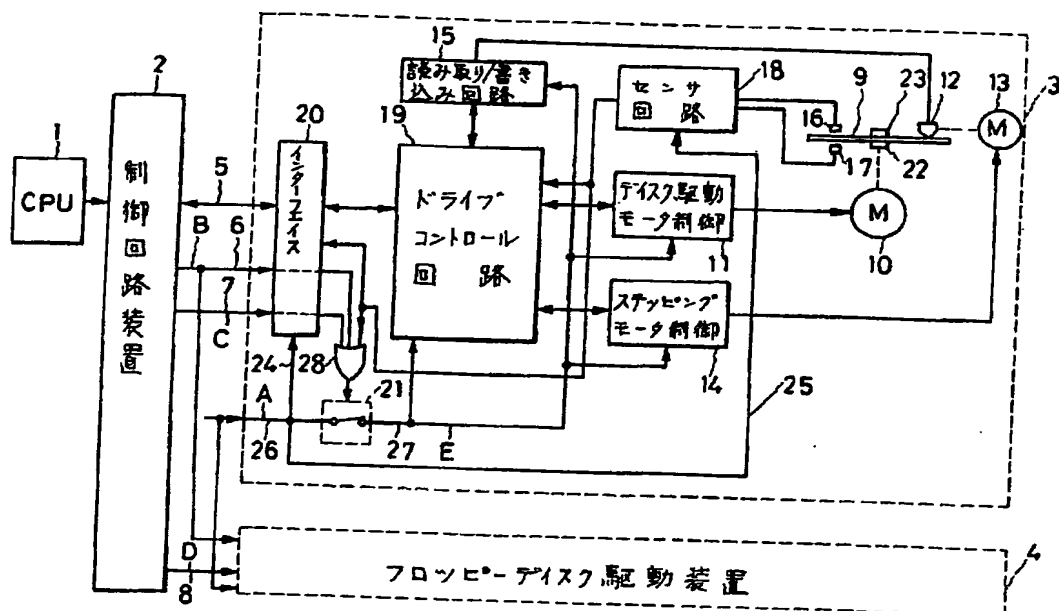 15
読み取り/書き
込み回路
2
20
19
18
センサ
回路
16
9
23
12
13
M
3
17
22
1
CPU
制御回路装置
5
B
6
7
C
インターフェイス
ドライブ
コントロール
回路
ディスク駆動
モータ制御
11
M
10
ステッピング
モータ制御
14
24
28
21
25
A
26
27
E
D
8
フロッピーディスク駆動装置
4